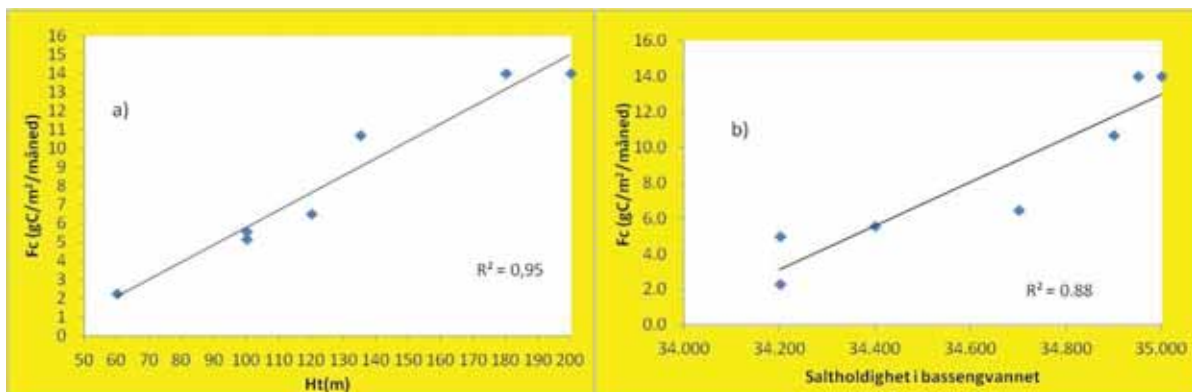 Fc (gC/m²/måned)
16
15
14
13
12
11
10
9
8
7
6
5
4
3
2
1
0
a)
R² = 0,95
50 60 70 80 90 100 110 120 130 140 150 160 170 180 190 200
Ht(m)
Fc (gC/m²/måned)
16.0
14.0
12.0
10.0
8.0
6.0
4.0
2.0
0.0
b)
R² = 0.88
34.000 34.200 34.400 34.600 34.800 35.000
Saltholdighet i bassengvannet